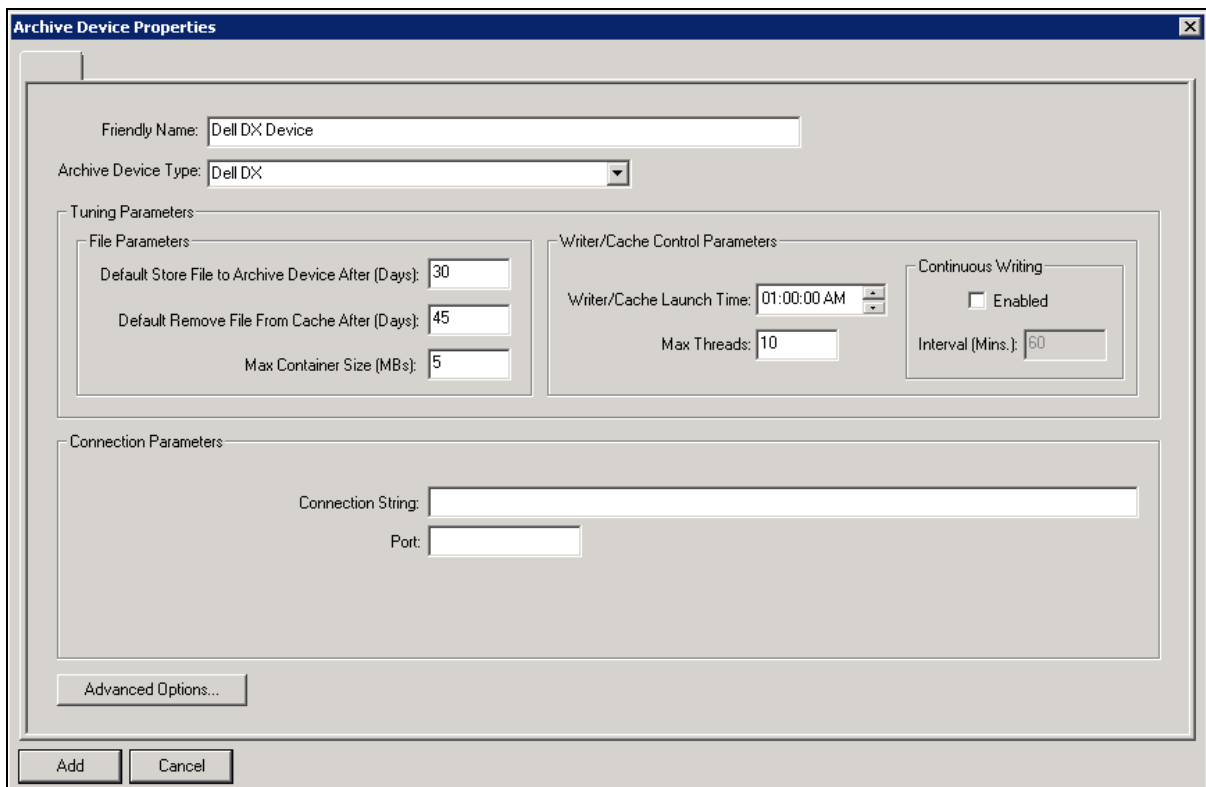 Archive Device Properties
Friendly Name: Dell DX Device
Archive Device Type: Dell DX
Tuning Parameters
File Parameters
Default Store File to Archive Device After (Days): 30
Default Remove File From Cache After (Days): 45
Max Container Size (MBs): 5
Writer/Cache Control Parameters
Writer/Cache Launch Time: 01:00:00 AM
Max Threads: 10
Continuous Writing
Enabled
Interval (Mins.): 60
Connection Parameters
Connection String:
Port:
Advanced Options...
Add Cancel